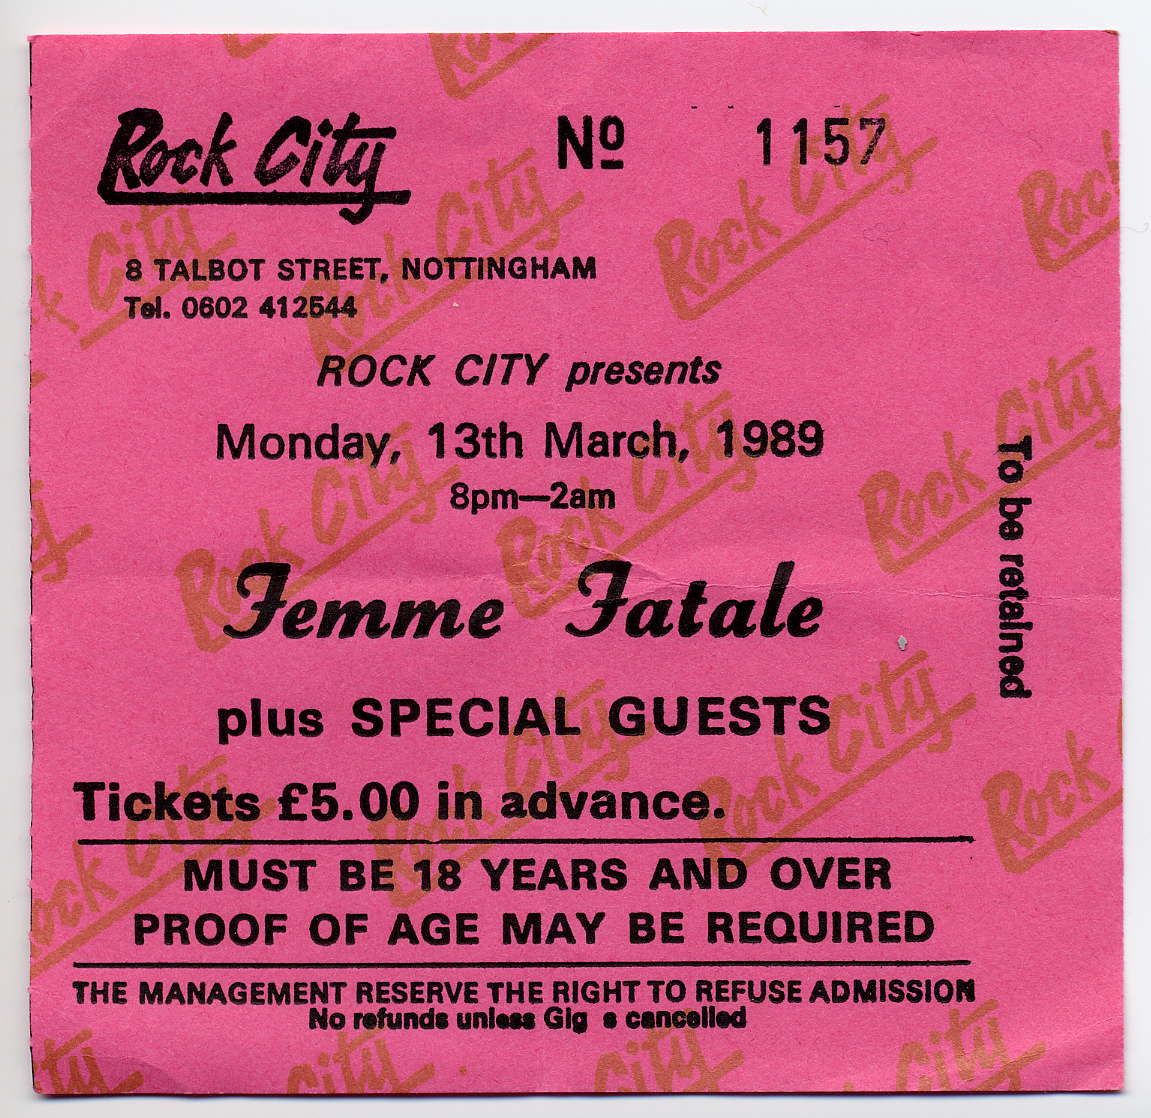 Rock City
Nº 1157
8 TALBOT STREET, NOTTINGHAM
Tel. 0602 412544
ROCK CITY presents
Monday, 13th March, 1989
8pm—2am
Femme Fatale
plus SPECIAL GUESTS
Tickets £5.00 in advance.
MUST BE 18 YEARS AND OVER
PROOF OF AGE MAY BE REQUIRED
THE MANAGEMENT RESERVE THE RIGHT TO REFUSE ADMISSION
No refunds unless Gig s cancelled
To be retained